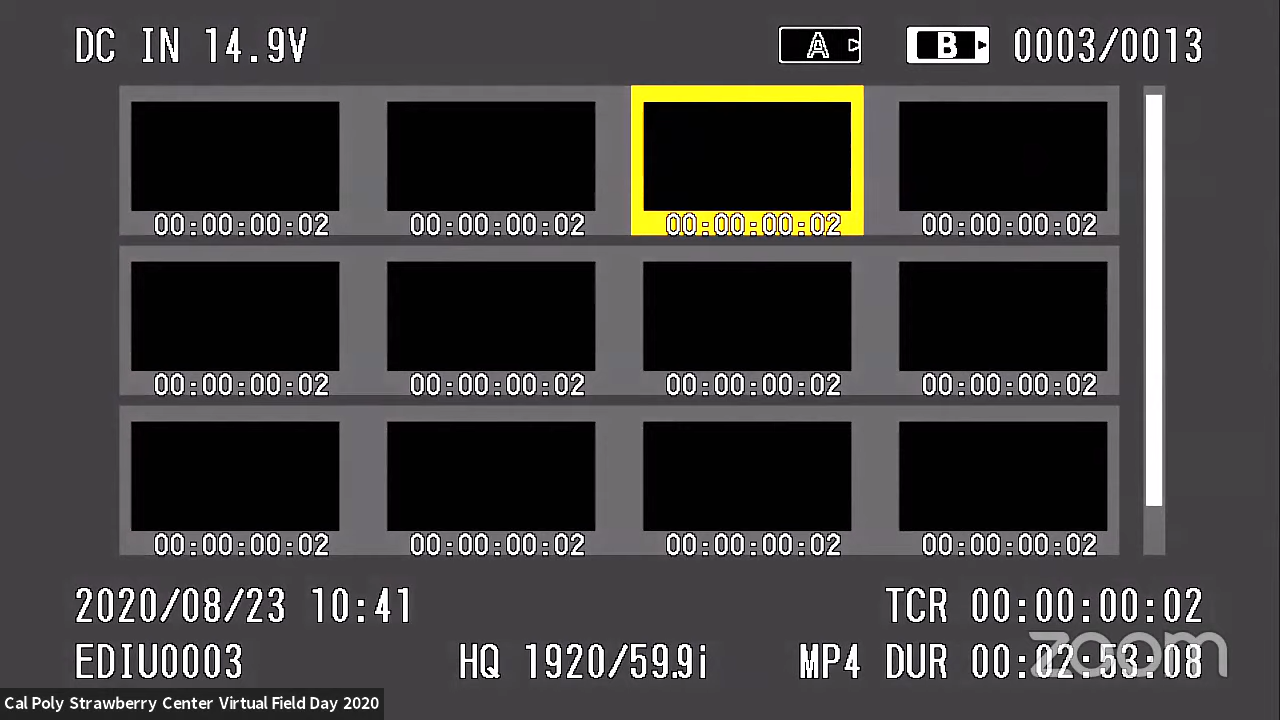 DC IN 14.9V A B 0003/0013
00:00:00:02 00:00:00:02 00:00:00:02 00:00:00:02
00:00:00:02 00:00:00:02 00:00:00:02 00:00:00:02
00:00:00:02 00:00:00:02 00:00:00:02 00:00:00:02
2020/08/23 10:41 TCR 00:00:00:02
EDIU0003 HQ 1920/59.9i MP4 DUR 00:02:53:08
zoom
Cal Poly Strawberry Center Virtual Field Day 2020